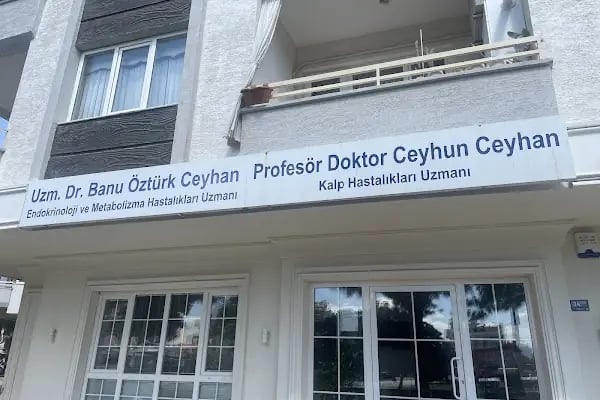 Uzm. Dr. Banu Öztürk Ceyhan
Endokrinoloji ve Metabolizma Hastalıkları Uzmanı
Profesör Doktor Ceyhun Ceyhan
Kalp Hastalıkları Uzmanı